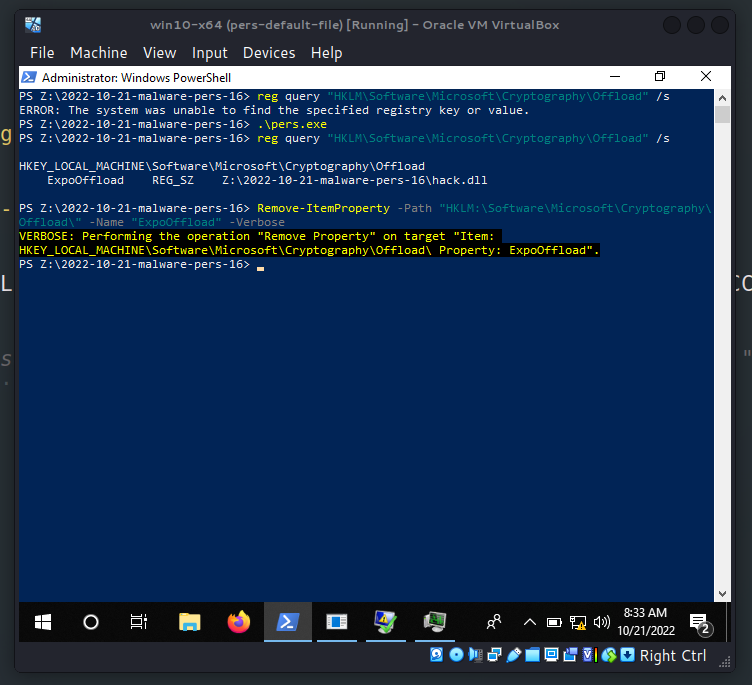 win10-x64 (pers-default-file) [Running] - Oracle VM VirtualBox
File Machine View Input Devices Help
Administrator: Windows PowerShell
PS Z:\2022-10-21-malware-pers-16> reg query "HKLM\Software\Microsoft\Cryptography\Offload" /s
ERROR: The system was unable to find the specified registry key or value.
PS Z:\2022-10-21-malware-pers-16> .\pers.exe
PS Z:\2022-10-21-malware-pers-16> reg query "HKLM\Software\Microsoft\Cryptography\Offload" /s
HKEY_LOCAL_MACHINE\Software\Microsoft\Cryptography\Offload
ExpoOffload REG_SZ Z:\2022-10-21-malware-pers-16\hack.dll
PS Z:\2022-10-21-malware-pers-16> Remove-ItemProperty -Path "HKLM:\Software\Microsoft\Cryptography\
Offload\" -Name "ExpoOffload" -Verbose
VERBOSE: Performing the operation "Remove Property" on target "Item:
HKEY_LOCAL_MACHINE\Software\Microsoft\Cryptography\Offload\ Property: ExpoOffload".
PS Z:\2022-10-21-malware-pers-16>
8:33 AM
10/21/2022
2
Right Ctrl